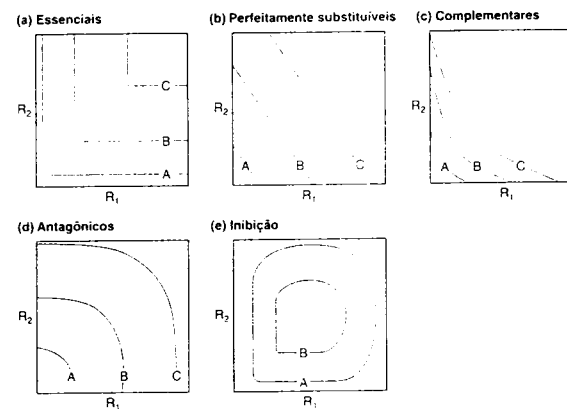 (a) Essenciais
(b) Perfeitamente substituíveis
(c) Complementares
R2
C
B
A
R1
R2
A
B
C
R1
R2
A
B
C
R1
(d) Antagônicos
(e) Inibição
R2
A
B
C
R1
R2
B
A
R1